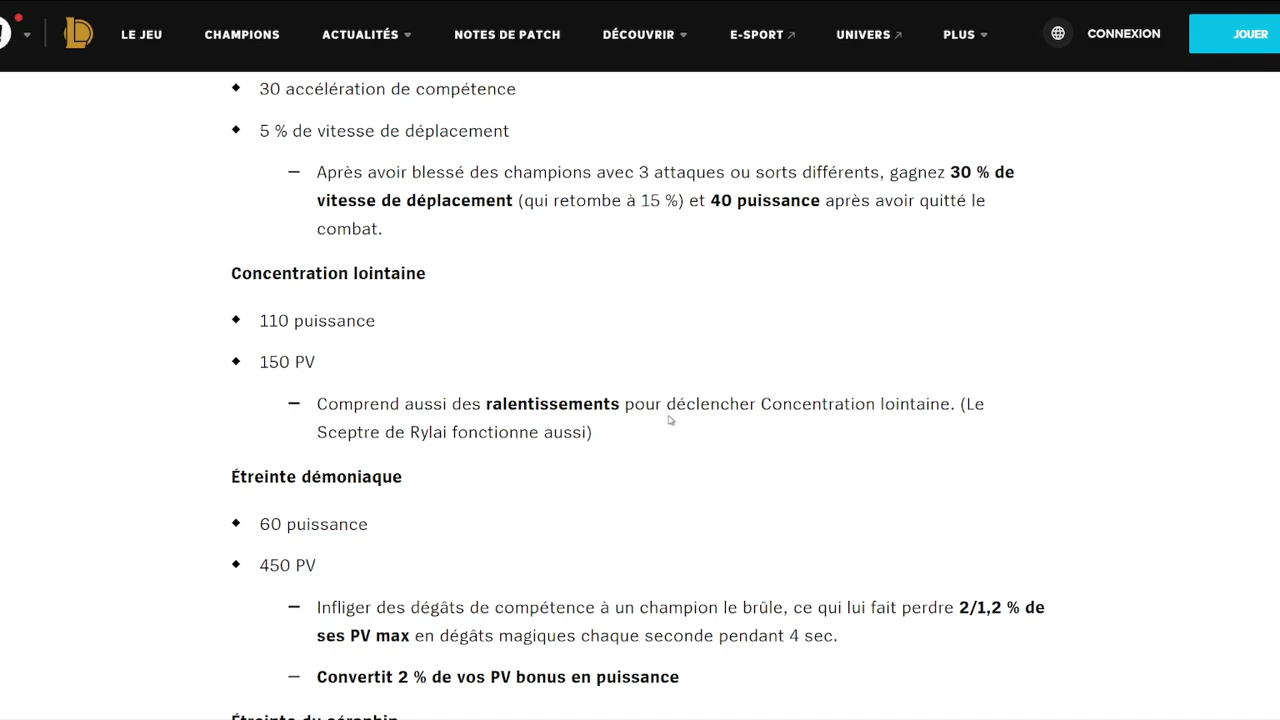 LE JEU CHAMPIONS ACTUALITÉS NOTES DE PATCH DÉCOUVRIR E-SPORT UNIVERS PLUS CONNEXION JOUER
30 accélération de compétence
5 % de vitesse de déplacement
Après avoir blessé des champions avec 3 attaques ou sorts différents, gagnez 30 % de
vitesse de déplacement (qui retombe à 15 %) et 40 puissance après avoir quitté le
combat.
Concentration lointaine
110 puissance
150 PV
Comprend aussi des ralentissements pour déclencher Concentration lointaine. (Le
Sceptre de Rylai fonctionne aussi)
Étreinte démoniaque
60 puissance
450 PV
Infliger des dégâts de compétence à un champion le brûle, ce qui lui fait perdre 2/1,2 % de
ses PV max en dégâts magiques chaque seconde pendant 4 sec.
Convertit 2 % de vos PV bonus en puissance
Étreinte du séraphin